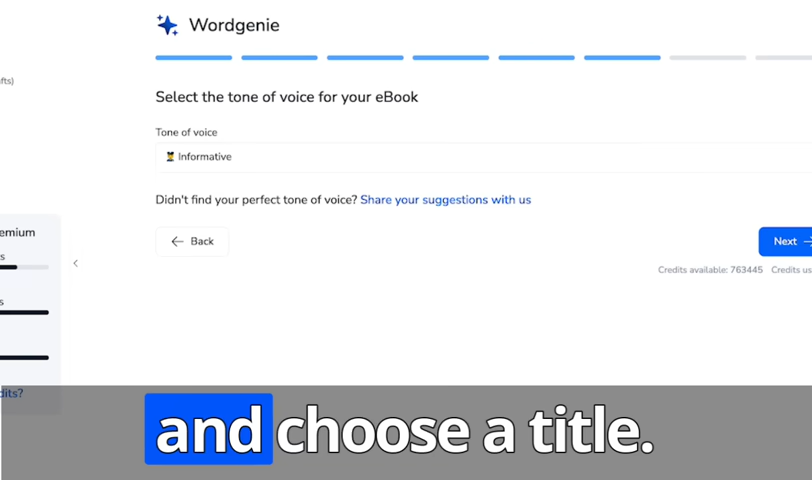 Wordgenie
fts)
Select the tone of voice for your eBook
Tone of voice
Informative
Didn't find your perfect tone of voice? Share your suggestions with us
emium
s
Back
Next
Credits available: 763445 Credits us
s
dits?
and choose a title.